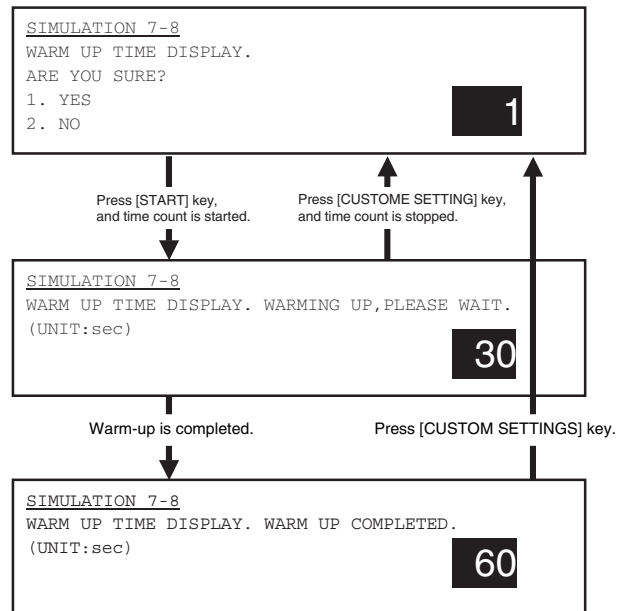 SIMULATION 7-8
WARM UP TIME DISPLAY.
ARE YOU SURE?
1. YES
2. NO
1
Press [START] key,
and time count is started.
Press [CUSTOME SETTING] key,
and time count is stopped.
SIMULATION 7-8
WARM UP TIME DISPLAY. WARMING UP,PLEASE WAIT.
(UNIT:sec)
30
Warm-up is completed.
Press [CUSTOM SETTINGS] key.
SIMULATION 7-8
WARM UP TIME DISPLAY. WARM UP COMPLETED.
(UNIT:sec)
60